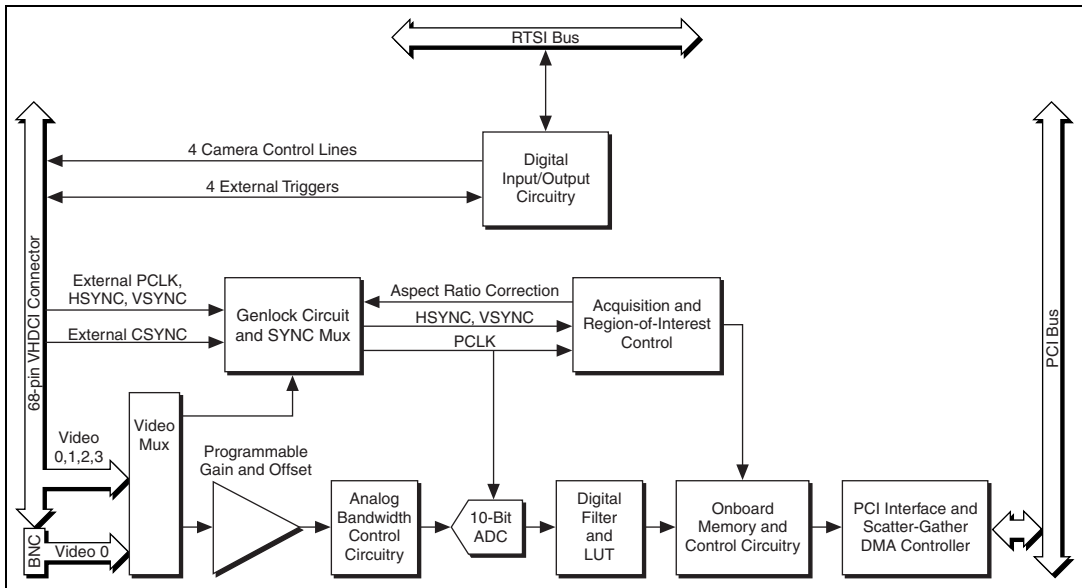 RTSI Bus
4 Camera Control Lines
4 External Triggers
Digital
Input/Output
Circuitry
68-pin VHDCI Connector
PCI Bus
External PCLK,
HSYNC, VSYNC
External CSYNC
Genlock Circuit
and SYNC Mux
Aspect Ratio Correction
HSYNC, VSYNC
PCLK
Acquisition and
Region-of-Interest
Control
Video
0,1,2,3
Video
Mux
Programmable
Gain and Offset
BNC
Video 0
Analog
Bandwidth
Control
Circuitry
10-Bit
ADC
Digital
Filter
and
LUT
Onboard
Memory and
Control Circuitry
PCI Interface and
Scatter-Gather
DMA Controller